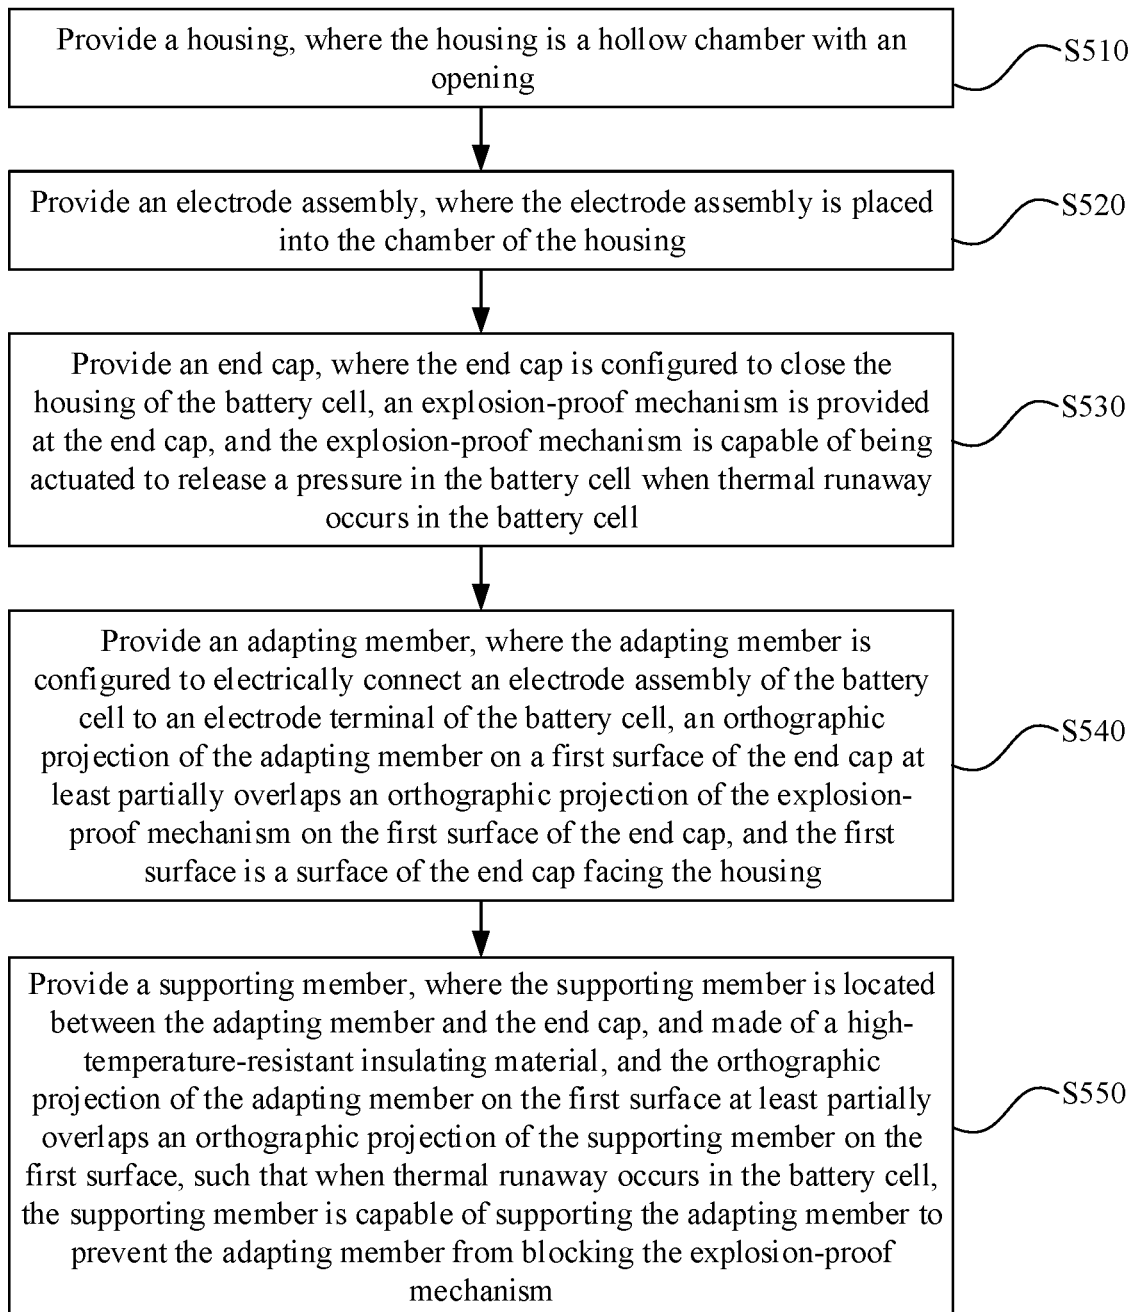 Provide a housing, where the housing is a hollow chamber with an
opening
S510
Provide an electrode assembly, where the electrode assembly is placed
into the chamber of the housing
S520
Provide an end cap, where the end cap is configured to close the
housing of the battery cell, an explosion-proof mechanism is provided
at the end cap, and the explosion-proof mechanism is capable of being
actuated to release a pressure in the battery cell when thermal runaway
occurs in the battery cell
S530
Provide an adapting member, where the adapting member is
configured to electrically connect an electrode assembly of the battery
cell to an electrode terminal of the battery cell, an orthographic
projection of the adapting member on a first surface of the end cap at
least partially overlaps an orthographic projection of the explosion-
proof mechanism on the first surface of the end cap, and the first
surface is a surface of the end cap facing the housing
S540
Provide a supporting member, where the supporting member is located
between the adapting member and the end cap, and made of a high-
temperature-resistant insulating material, and the orthographic
projection of the adapting member on the first surface at least partially
overlaps an orthographic projection of the supporting member on the
first surface, such that when thermal runaway occurs in the battery cell,
the supporting member is capable of supporting the adapting member to
prevent the adapting member from blocking the explosion-proof
mechanism
S550